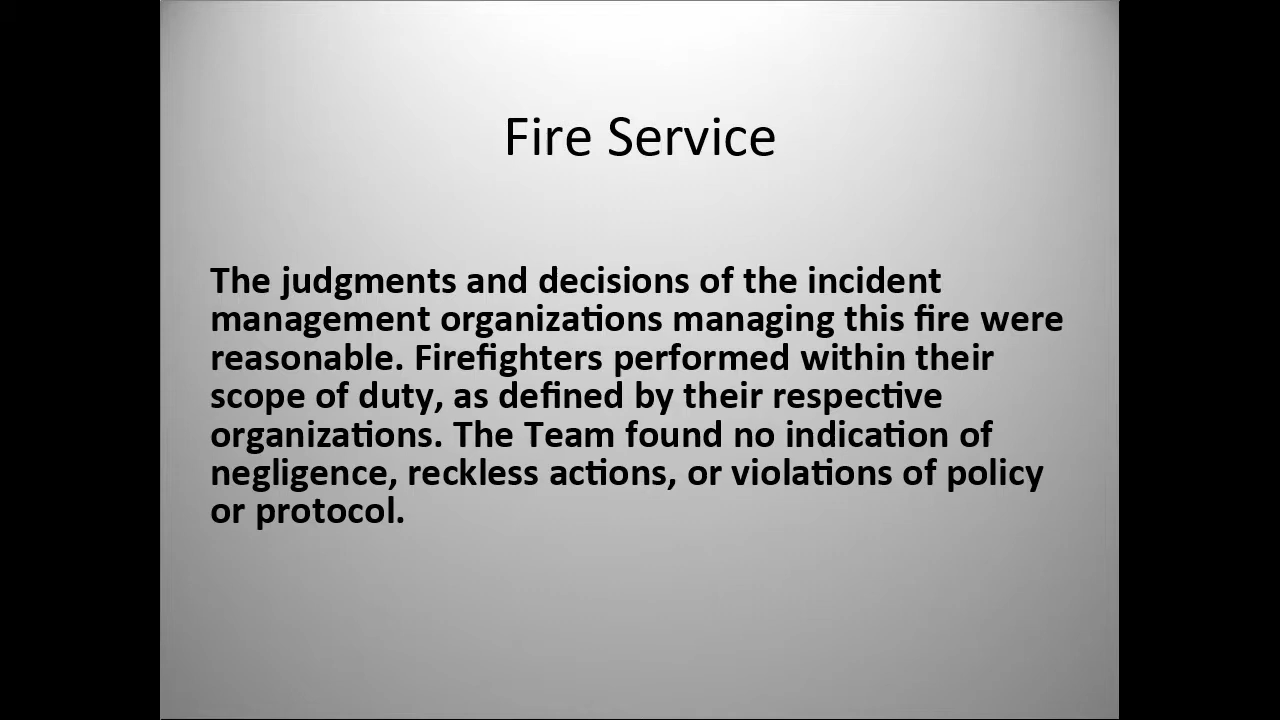 Fire Service
The judgments and decisions of the incident
management organizations managing this fire were
reasonable. Firefighters performed within their
scope of duty, as defined by their respective
organizations. The Team found no indication of
negligence, reckless actions, or violations of policy
or protocol.